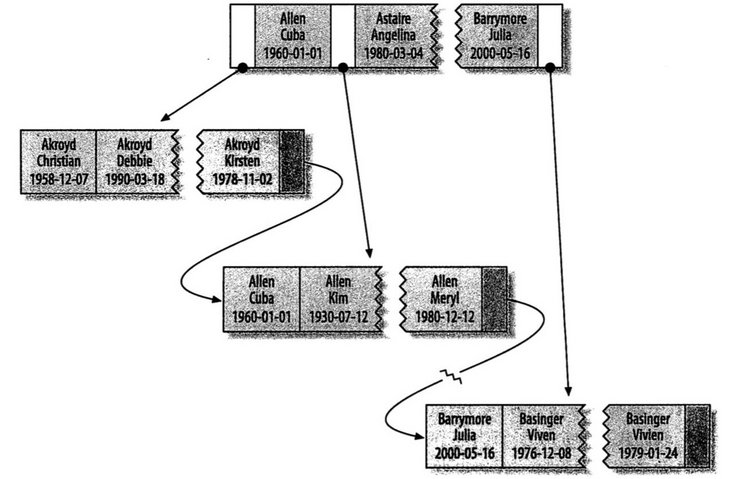 Allen
Cuba
1960-01-01
Astaire
Angelina
1980-03-04
Barrymore
Julia
2000-05-16
Akroyd
Christian
1958-12-07
Akroyd
Debbie
1990-03-18
Akroyd
Kirsten
1978-11-02
Allen
Cuba
1960-01-01
Allen
Kim
1930-07-12
Allen
Meryl
1980-12-12
Barrymore
Julia
2000-05-16
Basinger
Viven
1976-12-08
Basinger
Vivien
1979-01-24